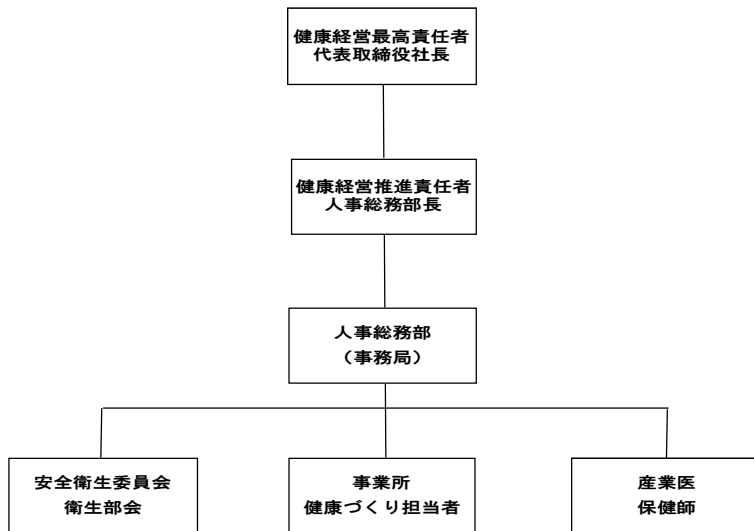 健康経営最高責任者
代表取締役社長
健康経営推進責任者
人事総務部長
人事総務部
（事務局）
安全衛生委員会
衛生部会
事業所
健康づくり担当者
産業医
保健師